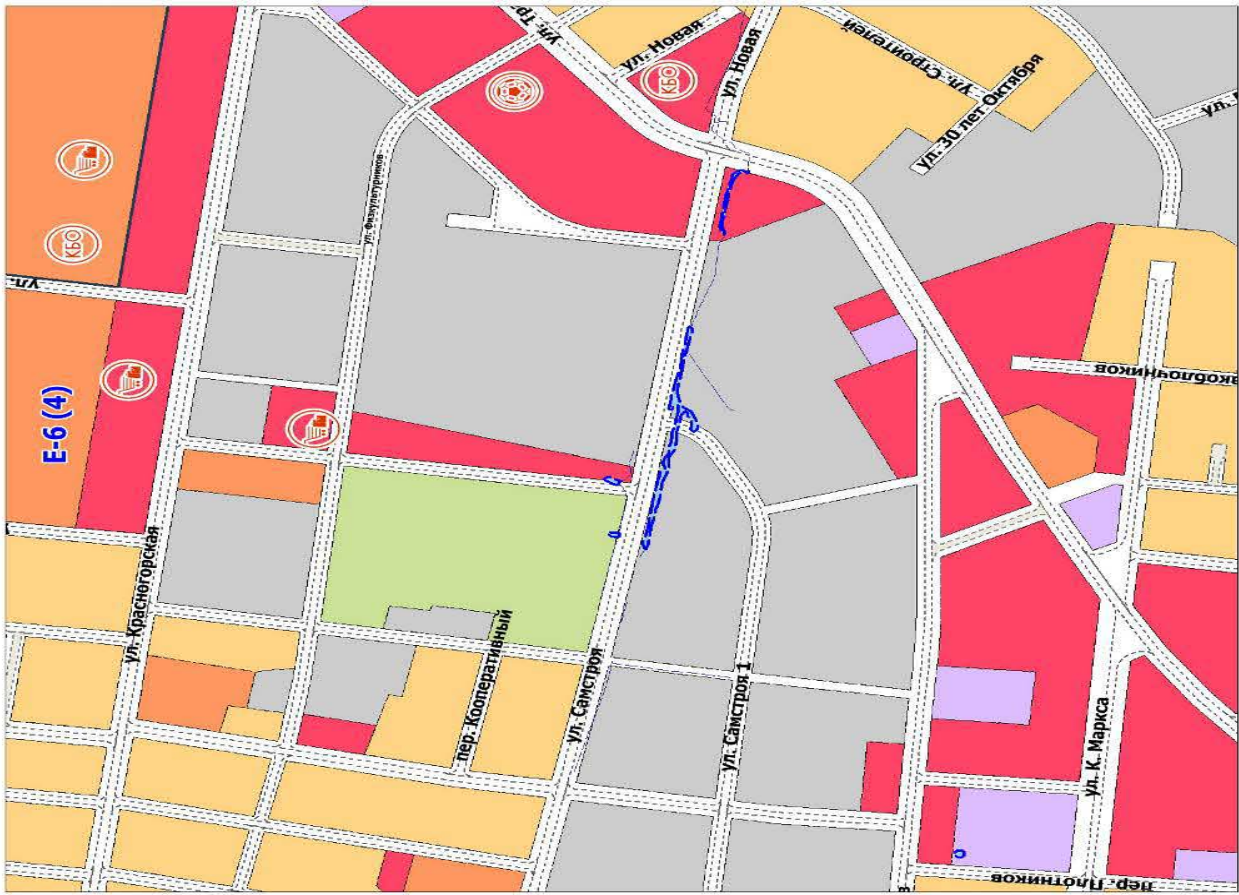 ул. Новая
КБО
ул. Новая
ул. Строителей
ул. 30 лет Октября
ул. Физкультурников
КБО
ул.
Е-6 (4)
ул. Красногорская
пер. Кооперативный
ул. Самстроя
ул. Самстроя 1
ул. К. Маркса
пер. Плотников